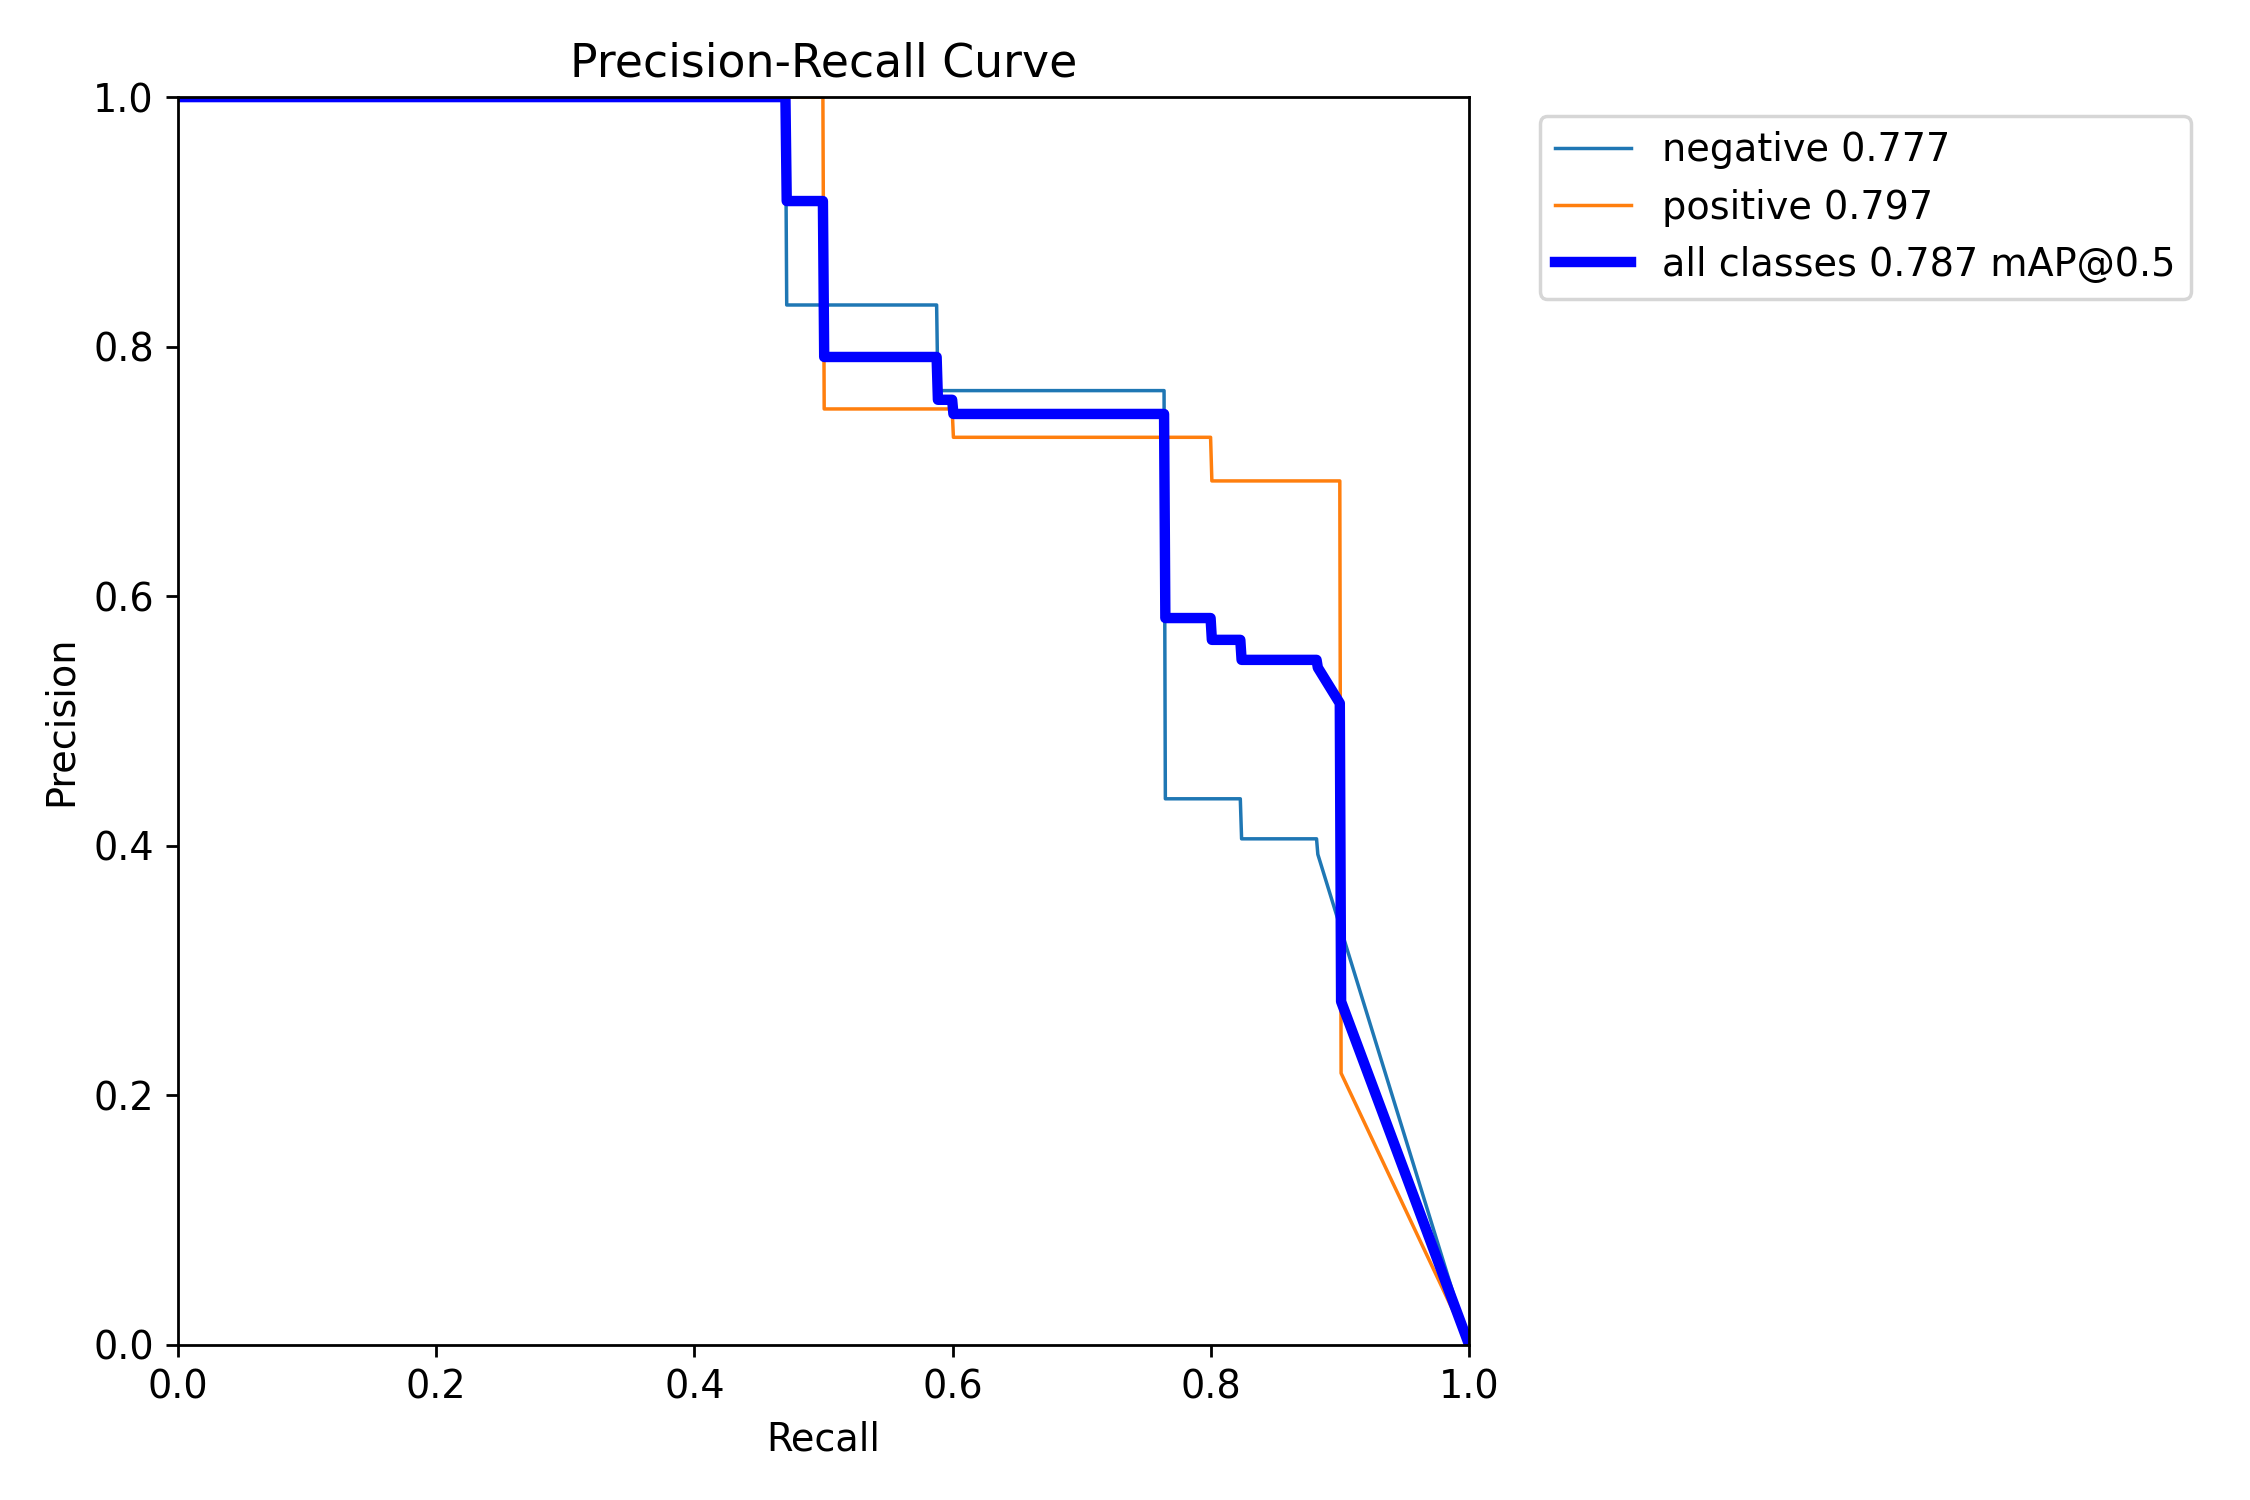 Precision-Recall Curve
1.0
0.8
0.6
0.4
0.2
0.0
Precision
0.0 0.2 0.4 0.6 0.8 1.0
Recall
negative 0.777
positive 0.797
all classes 0.787 mAP@0.5